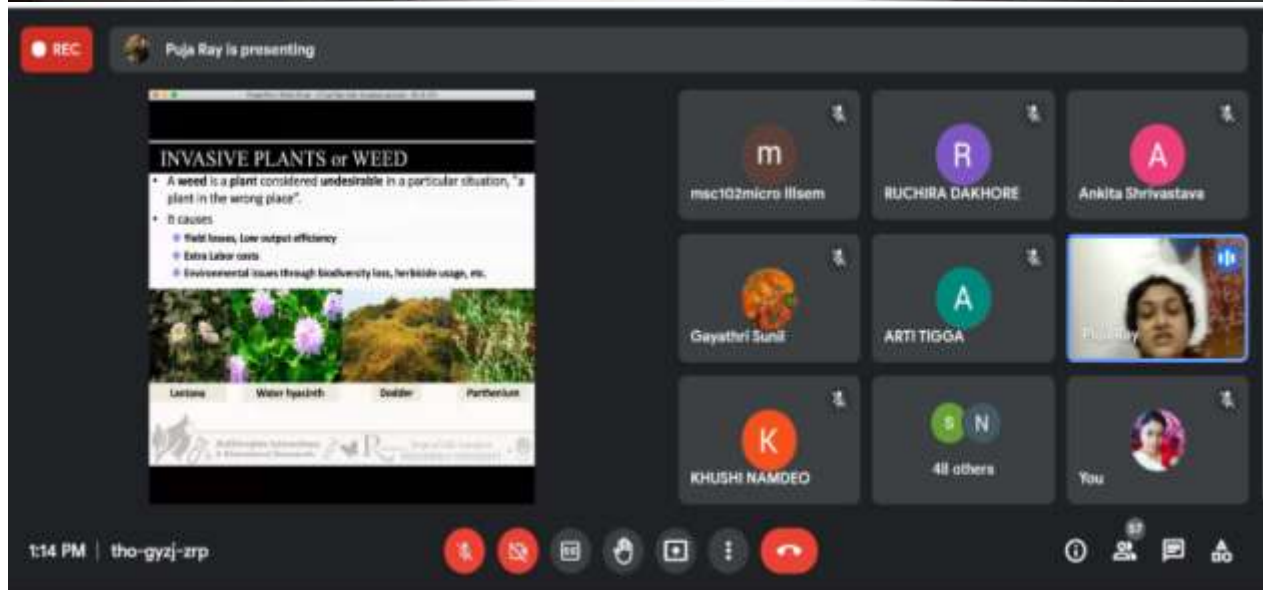 REC
Puja Ray is presenting
INVASIVE PLANTS or WEED
• A weed is a plant considered undesirable in a particular situation, "a
plant in the wrong place".
• It causes
Yield losses, Low output efficiency
Extra Labor costs
Environmental issues through biodiversity loss, herbicide usage, etc.
Lantana Water hyacinth Dodder Parthenium
m
msc102micro IIIsem
R
RUCHIRA DAKHORE
A
Ankita Shrivastava
Gayathri Sunil
A
ARTI TIGGA
Puja Ray
K
KHUSHI NAMDEO
S N
48 others
You
1:14 PM | tho-gyzj-zrp
57